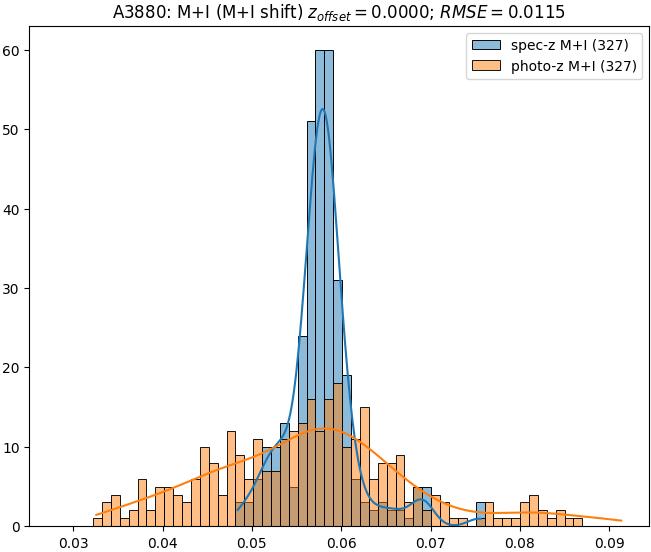 A3880: M+I (M+I shift) z_offset = 0.0000; RMSE = 0.0115
spec-z M+I (327)
photo-z M+I (327)
60
50
40
30
20
10
0
0.03 0.04 0.05 0.06 0.07 0.08 0.09